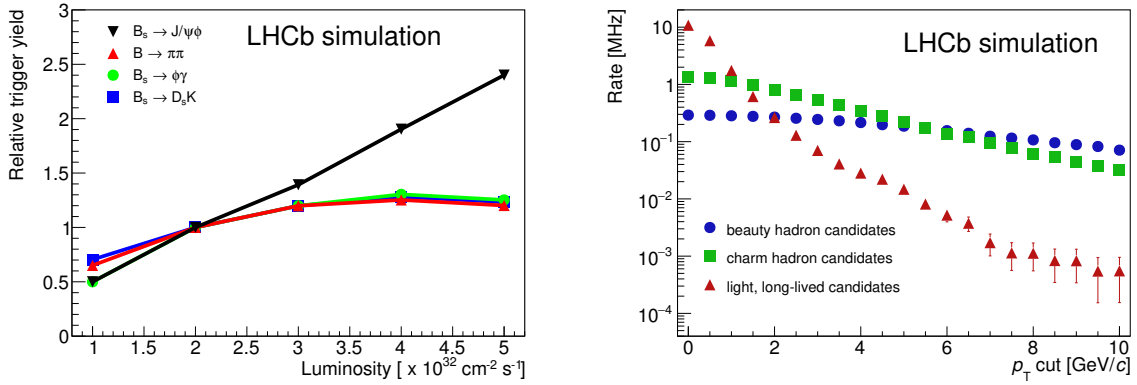 Relative trigger yield
3
2.5
2
1.5
1
0.5
0
LHCb simulation
Bₛ → J/ψϕ
B → ππ
Bₛ → ϕγ
Bₛ → DₛK
1 1.5 2 2.5 3 3.5 4 4.5 5
Luminosity [ x 10³² cm⁻² s⁻¹]
Rate [MHz]
10
1
10⁻¹
10⁻²
10⁻³
10⁻⁴
LHCb simulation
beauty hadron candidates
charm hadron candidates
light, long-lived candidates
0 2 4 6 8 10
p_T cut [GeV/c]